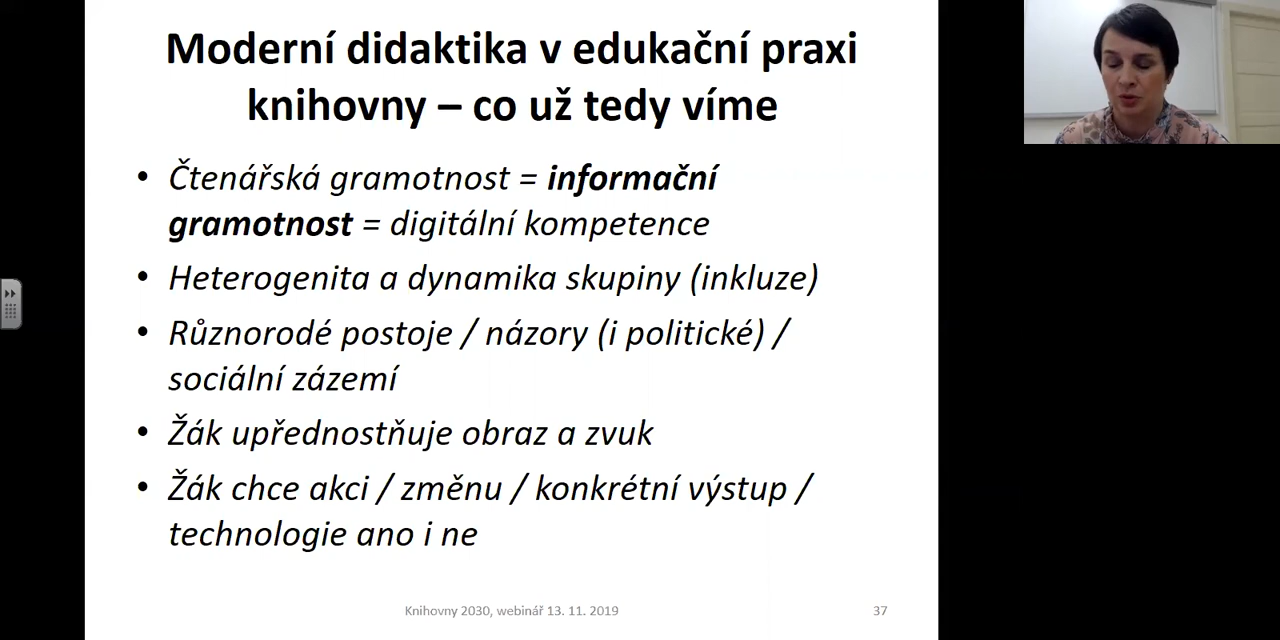 Moderní didaktika v edukační praxi
knihovny – co už tedy víme
• Čtenářská gramotnost = informační
gramotnost = digitální kompetence
• Heterogenita a dynamika skupiny (inkluze)
• Různorodé postoje / názory (i politické) /
sociální zázemí
• Žák upřednostňuje obraz a zvuk
• Žák chce akci / změnu / konkrétní výstup /
technologie ano i ne
Knihovny 2030, webinář 13. 11. 2019
37